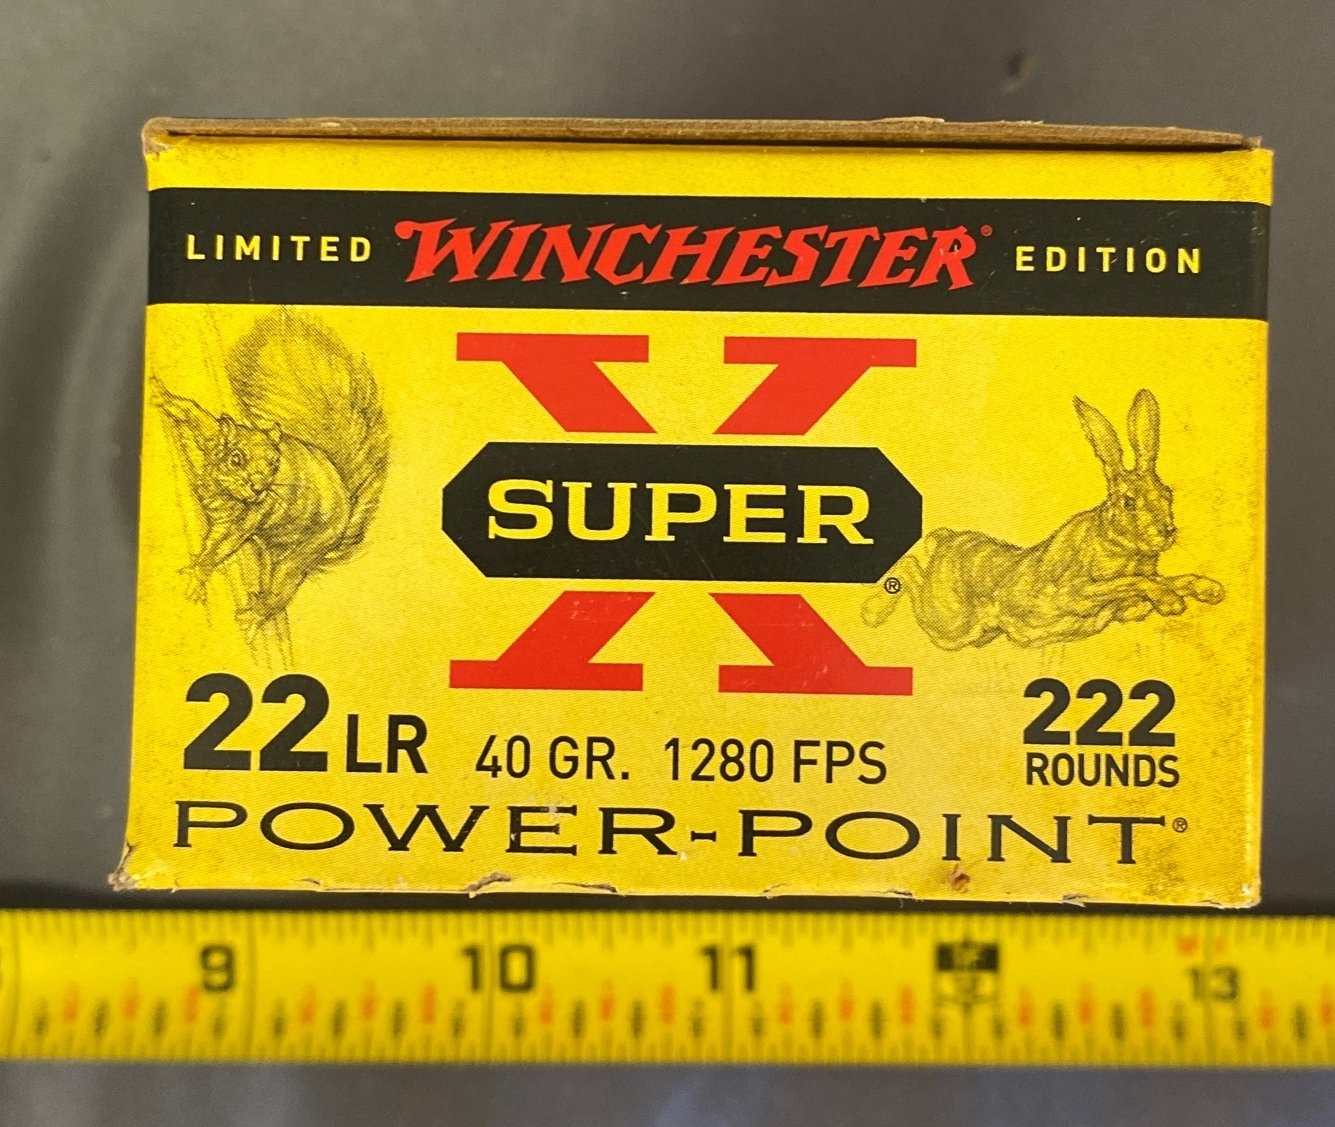 LIMITED WINCHESTER® EDITION
SUPER X®
22 LR 40 GR. 1280 FPS 222 ROUNDS
POWER-POINT®
9 10 11 13